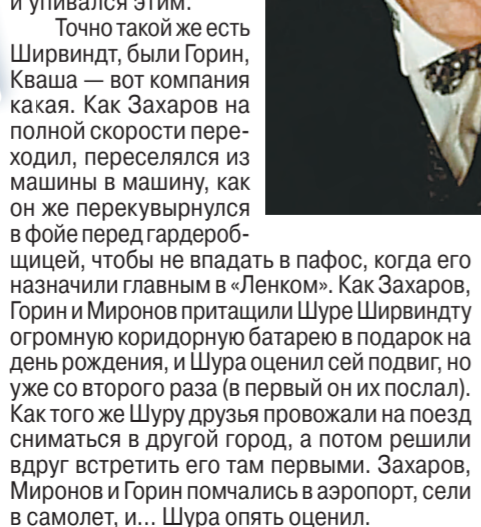 и упивался этим.
Точно такой же есть
Ширвиндт, были Горин,
Кваша — вот компания
какая. Как Захаров на
полной скорости пере-
ходил, переселялся из
машины в машину, как
он же перекувырнулся
в фойе перед гардероб-
щицей, чтобы не впадать в пафос, когда его
назначили главным в «Ленком». Как Захаров,
Горин и Миронов притащили Шуре Ширвиндту
огромную коридорную батарею в подарок на
день рождения, и Шура оценил сей подвиг, но
уже со второго раза (в первый он их послал).
Как того же Шуру друзья провожали на поезд
сниматься в другой город, а потом решили
вдруг встретить его там первыми. Захаров,
Миронов и Горин помчались в аэропорт, сели
в самолет, и... Шура опять оценил.